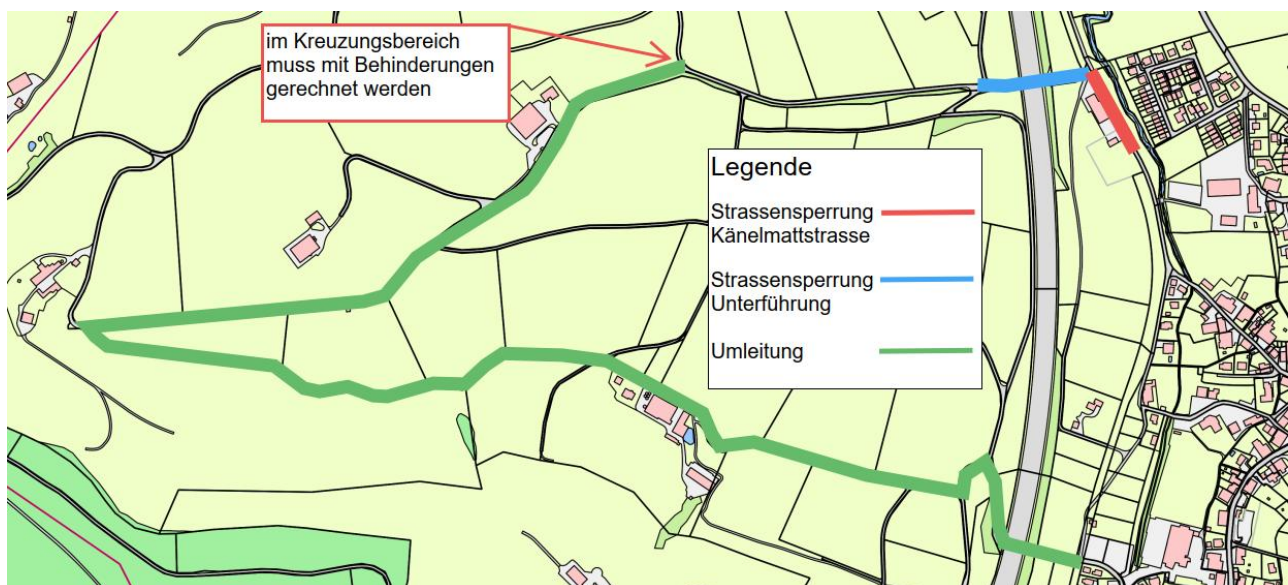 im Kreuzungsbereich
muss mit Behinderungen
gerechnet werden
Legende
Strassensperrung
Känelmattstrasse
Strassensperrung
Unterführung
Umleitung